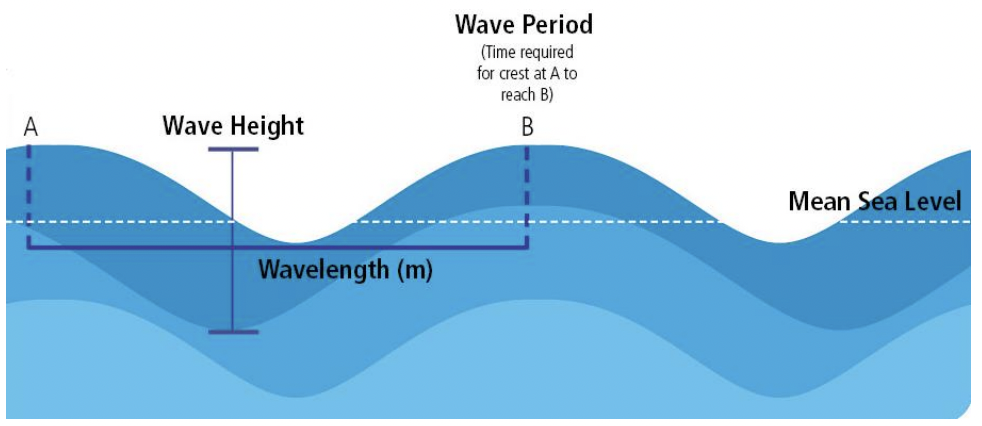 Wave Period
(Time required
for crest at A to
reach B)
A
Wave Height
B
Mean Sea Level
Wavelength (m)